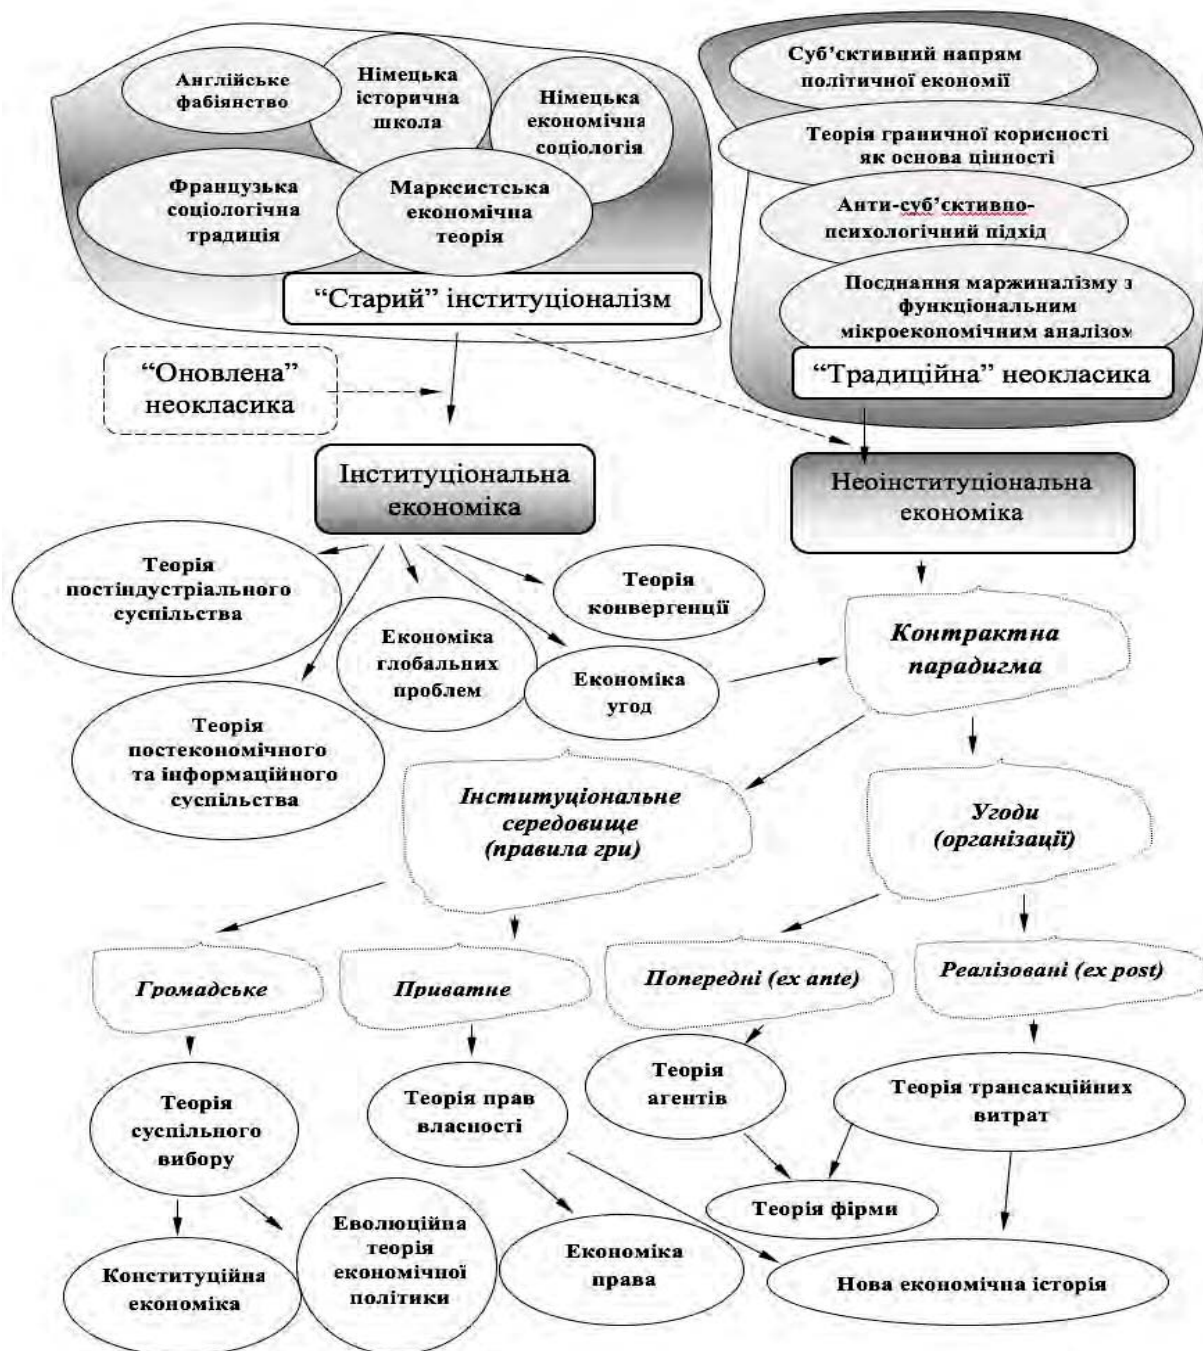 Англійське
фабіянство
Німецька
історична
школа
Німецька
економічна
соціологія
Французька
соціологічна
традиція
Марксистська
економічна
теорія
“Старий” інституціоналізм
Суб’єктивний напрям
політичної економії
Теорія граничної корисності
як основа цінності
Анти-суб’єктивно-
психологічний підхід
Поєднання маржиналізму з
функціональним
мікроекономічним аналізом
“Традиційна” неокласика
“Оновлена”
неокласика
Інституціональна
економіка
Неоінституціональна
економіка
Теорія
постіндустріального
суспільства
Теорія
конвергенції
Економіка
глобальних
проблем
Економіка
угод
Контрактна
парадигма
Теорія
постекономічного
та інформаційного
суспільства
Інституціональне
середовище
(правила гри)
Угоди
(організації)
Громадське
Приватне
Попередні (ex ante)
Реалізовані (ex post)
Теорія
суспільного
вибору
Теорія прав
власності
Теорія
агентів
Теорія трансакційних
витрат
Теорія фірми
Конституційна
економіка
Еволюційна
теорія
економічної
політики
Економіка
права
Нова економічна історія